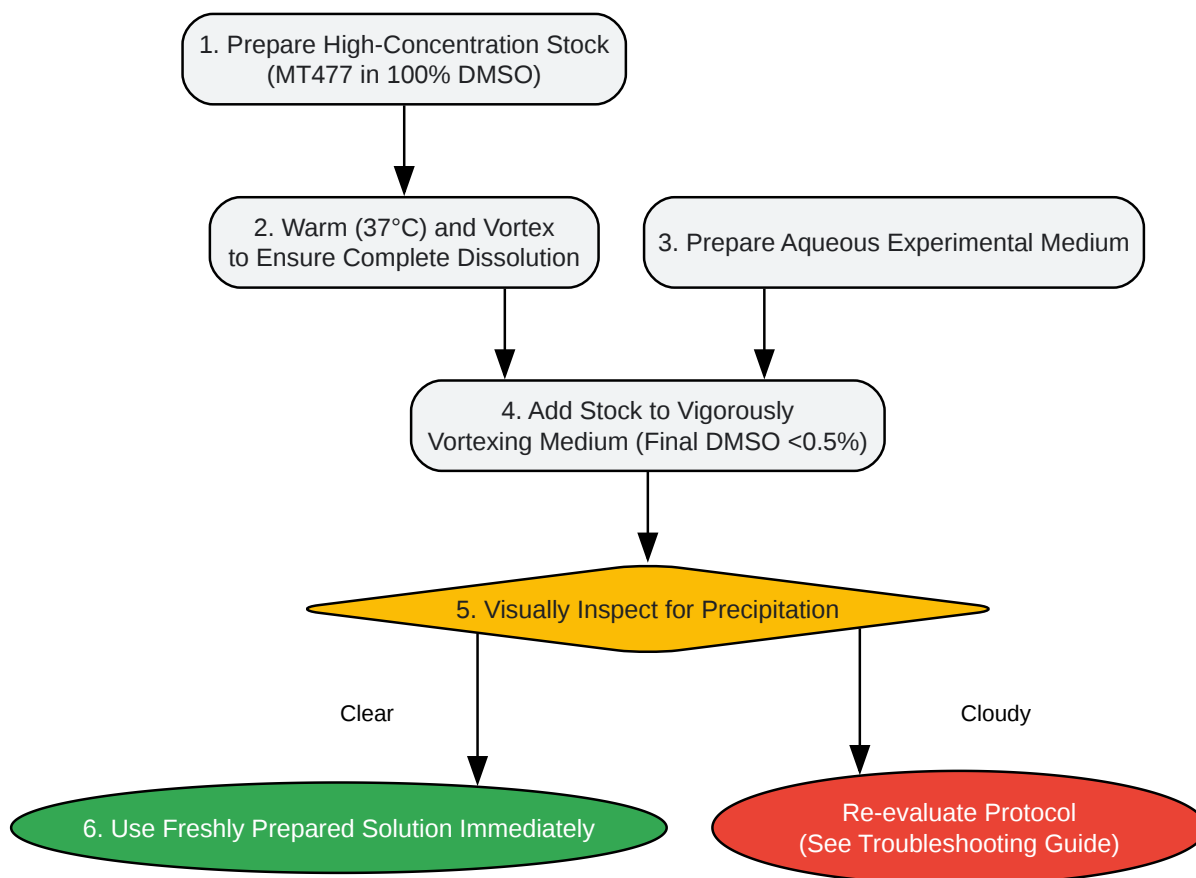 1. Prepare High-Concentration Stock
(MT477 in 100% DMSO)
2. Warm (37°C) and Vortex
to Ensure Complete Dissolution
3. Prepare Aqueous Experimental Medium
4. Add Stock to Vigorously
Vortexing Medium (Final DMSO <0.5%)
5. Visually Inspect for Precipitation
Clear
Cloudy
6. Use Freshly Prepared Solution Immediately
Re-evaluate Protocol
(See Troubleshooting Guide)